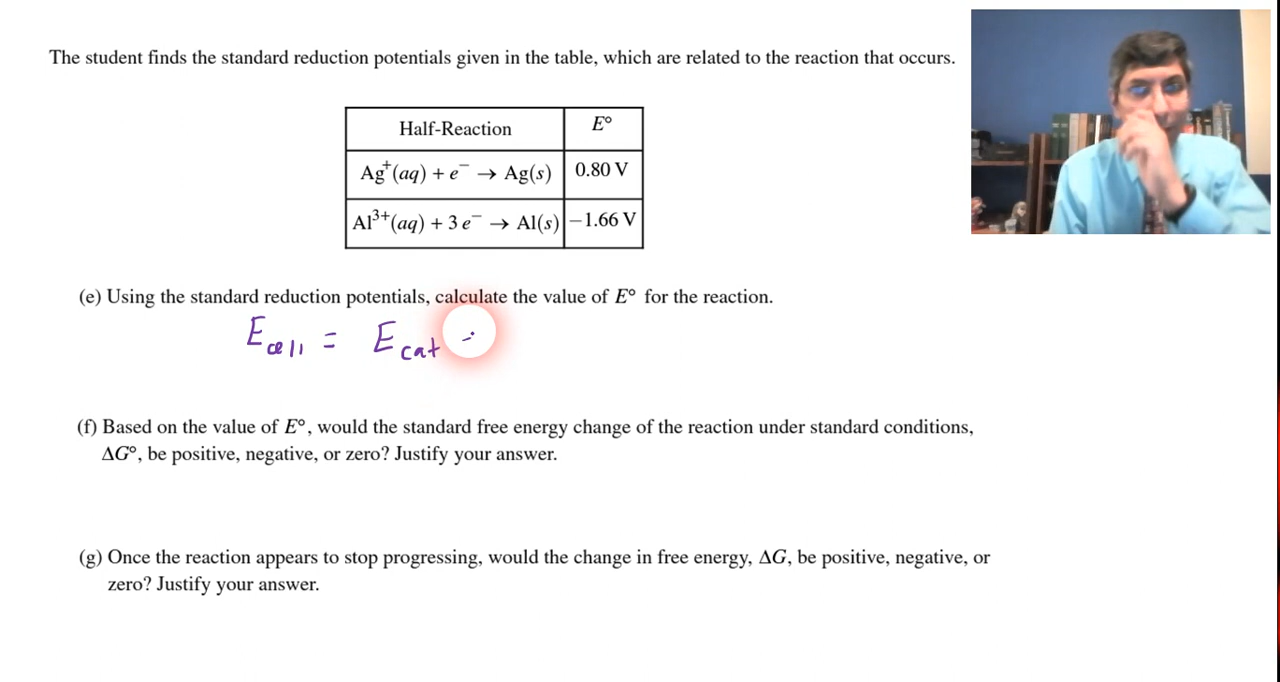 The student finds the standard reduction potentials given in the table, which are related to the reaction that occurs.
Half-Reaction E°
Ag⁺(aq) + e⁻ → Ag(s) 0.80 V
Al³⁺(aq) + 3 e⁻ → Al(s) −1.66 V
(e) Using the standard reduction potentials, calculate the value of E° for the reaction.
E cell = E cat -
(f) Based on the value of E°, would the standard free energy change of the reaction under standard conditions,
ΔG°, be positive, negative, or zero? Justify your answer.
(g) Once the reaction appears to stop progressing, would the change in free energy, ΔG, be positive, negative, or
zero? Justify your answer.